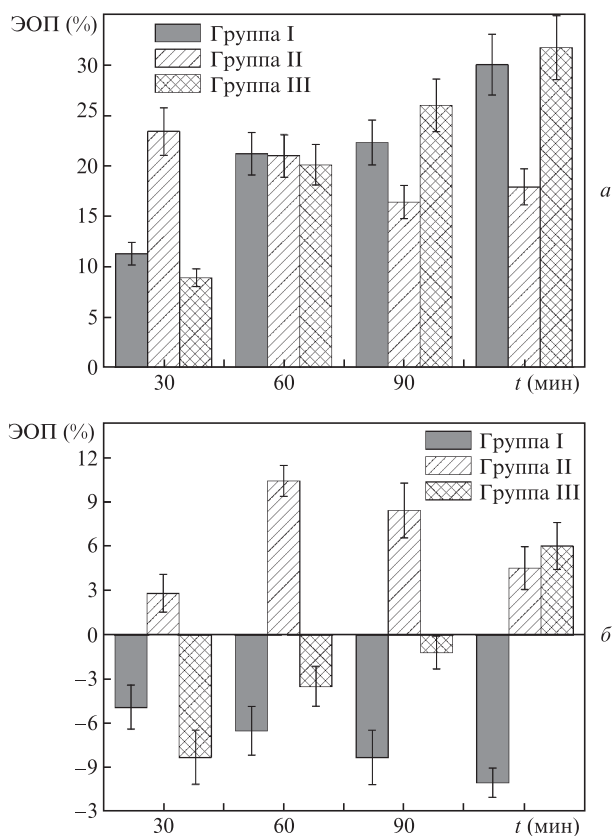 ЭОП (%)
Группа I
Группа II
Группа III
30
25
20
15
10
5
0
30
60
90
t (мин)
а
ЭОП (%)
Группа I
Группа II
Группа III
12
9
6
3
0
–3
–6
–9
–3
30
60
90
t (мин)
б